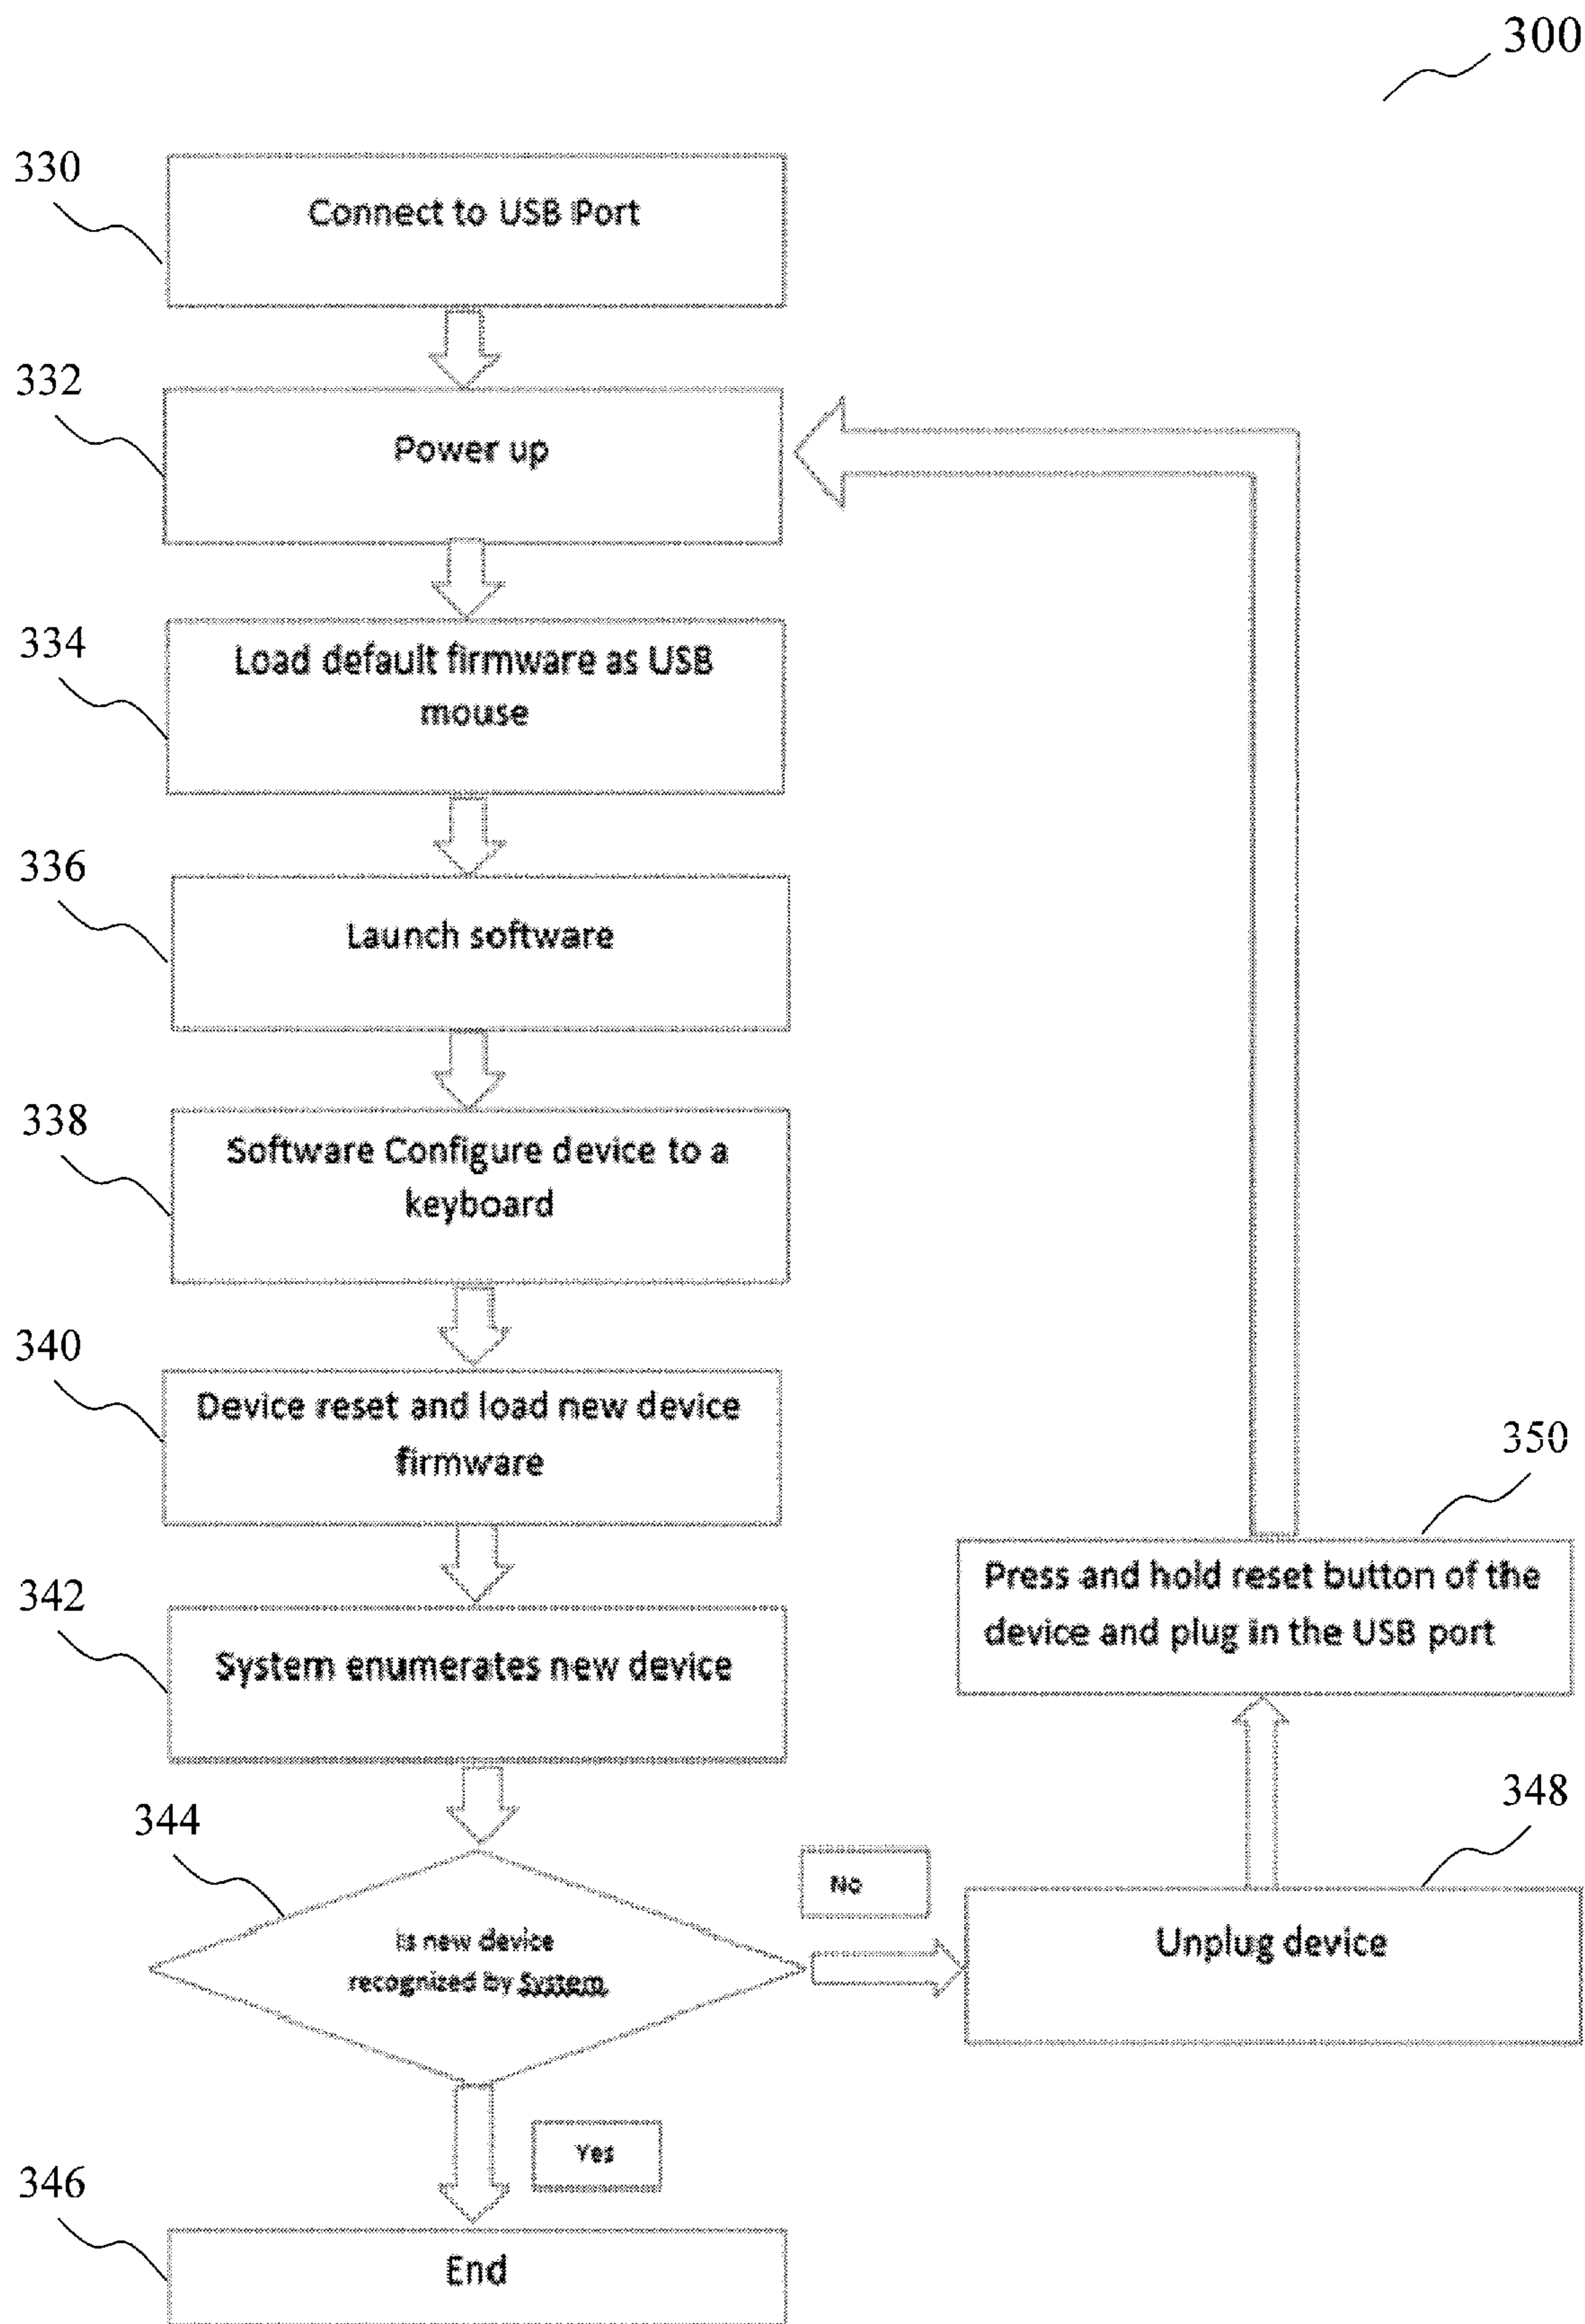 300
330
Connect to USB Port
332
Power up
334
Load default firmware as USB
mouse
336
Launch software
338
Software Configure device to a
keyboard
340
Device reset and load new device
firmware
350
Press and hold reset button of the
device and plug in the USB port
342
System enumerates new device
348
Unplug device
344
Is new device
recognized by System
No
Yes
346
End